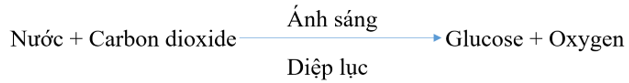 Ánh sáng
Nước + Carbon dioxide Glucose + Oxygen
Diệp lục